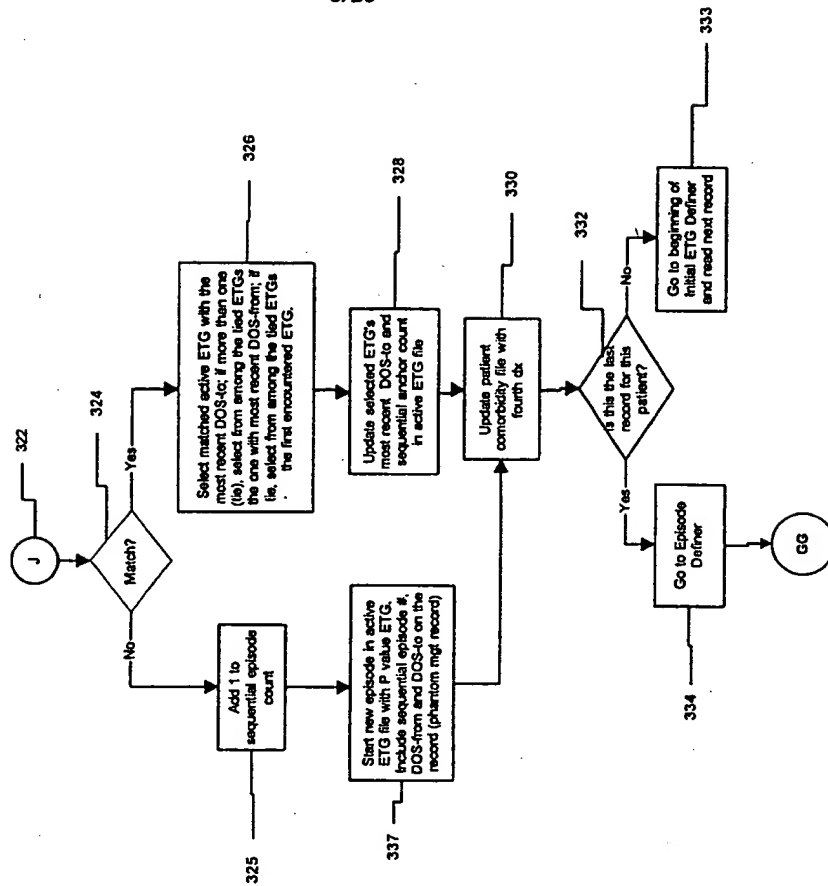 322
J
324
Match?
No
Yes
326
Select matched active ETG with the
most recent DOS-to; if more than one
(tie), select from among the tied ETGs
the one with most recent DOS-from; if
tie, select from among the tied ETGs
the first encountered ETG.
325
Add 1 to
sequential episode
count
328
Update selected ETG's
most recent DOS-to and
sequential anchor count
in active ETG file
337
Start new episode in active
ETG file with P value ETG.
Include sequential episode #,
DOS-from and DOS-to on the
record (phantom mgt record)
330
Update patient
comorbidity file with
fourth dx
332
Is this the last
record for this
patient?
Yes
No
334
Go to Episode
Definer
333
Go to beginning of
Initial ETG Definer
and read next record
GG